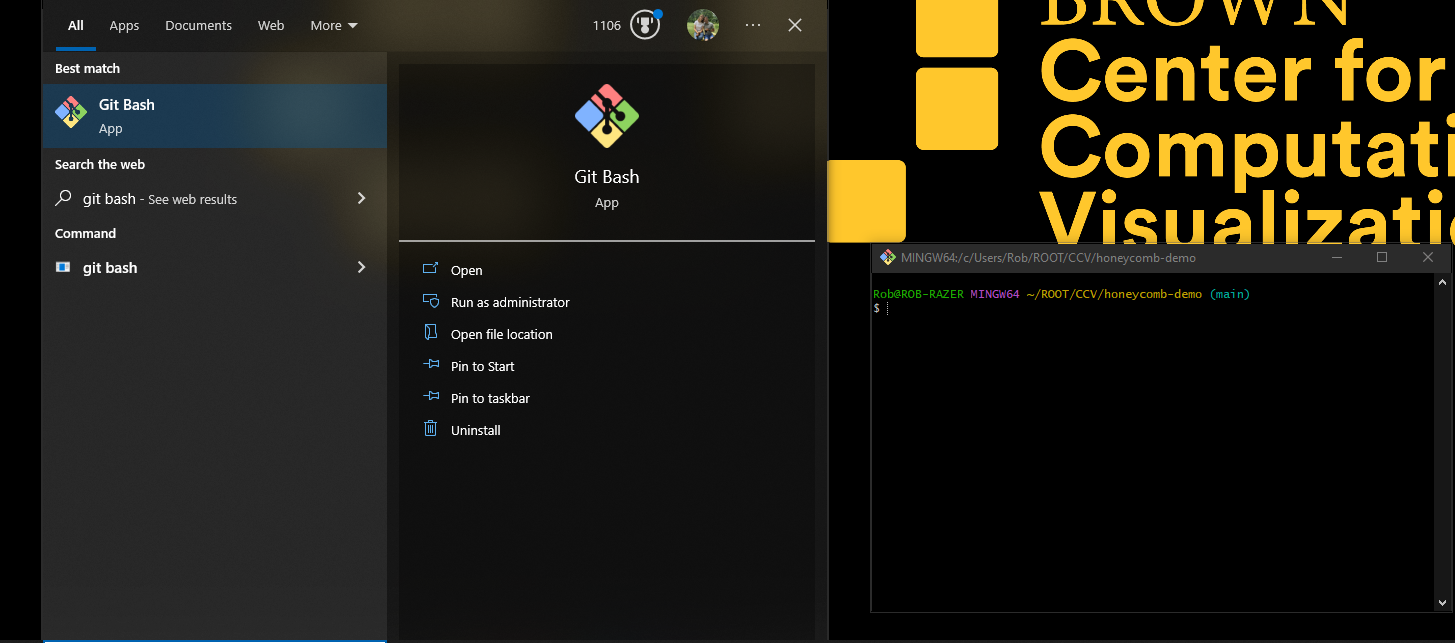 All Apps Documents Web More 1106
Best match
Git Bash
App
Search the web
git bash - See web results
Command
git bash
Git Bash
App
Open
Run as administrator
Open file location
Pin to Start
Pin to taskbar
Uninstall
BROWN
Center for
Computati
Visualizati
MINGW64:/c/Users/Rob/ROOT/CCV/honeycomb-demo
Rob@ROB-RAZER MINGW64 ~/ROOT/CCV/honeycomb-demo (main)
$